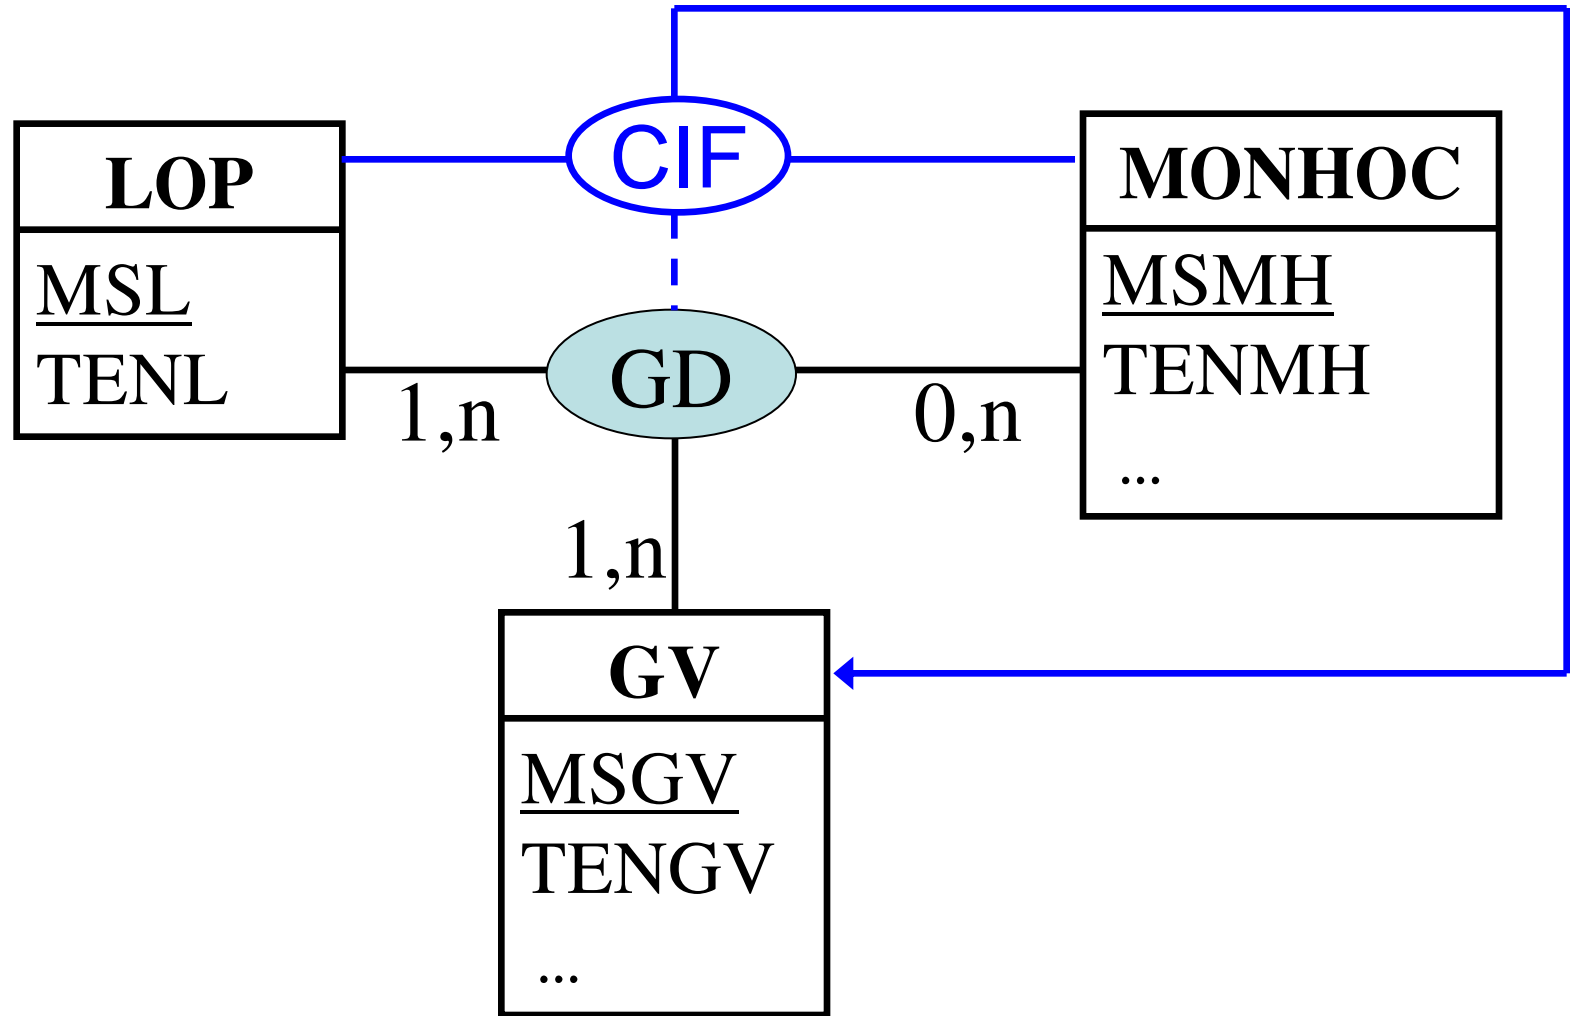 CIF
LOP
MSL
TENL
MONHOC
MSMH
TENMH
...
GD
1,n
0,n
1,n
GV
MSGV
TENGV
...